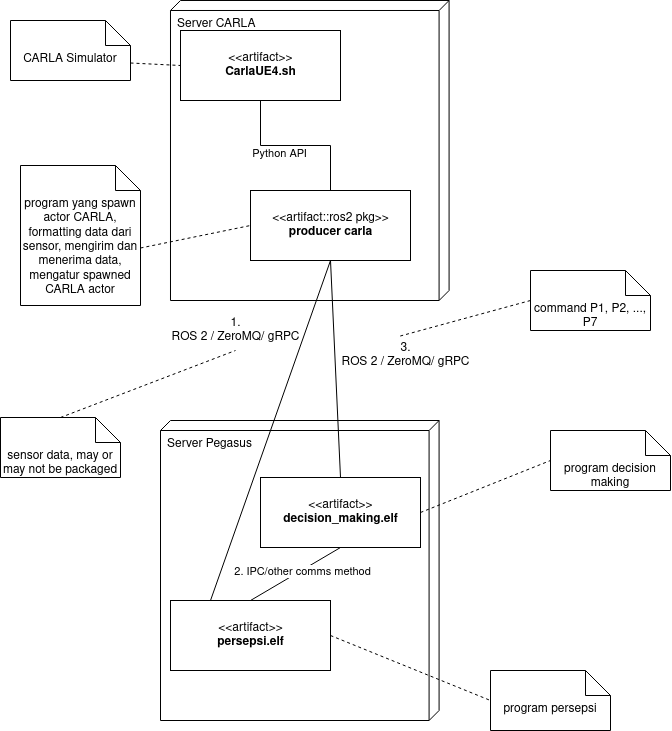 Server CARLA
<<artifact>>
CarlaUE4.sh
CARLA Simulator
Python API
program yang spawn
actor CARLA,
formatting data dari
sensor, mengirim dan
menerima data,
mengatur spawned
CARLA actor
<<artifact::ros2 pkg>>
producer carla
1.
ROS 2 / ZeroMQ/ gRPC
command P1, P2, ...,
P7
3.
ROS 2 / ZeroMQ/ gRPC
sensor data, may or
may not be packaged
Server Pegasus
<<artifact>>
decision_making.elf
program decision
making
2. IPC/other comms method
<<artifact>>
persepsi.elf
program persepsi